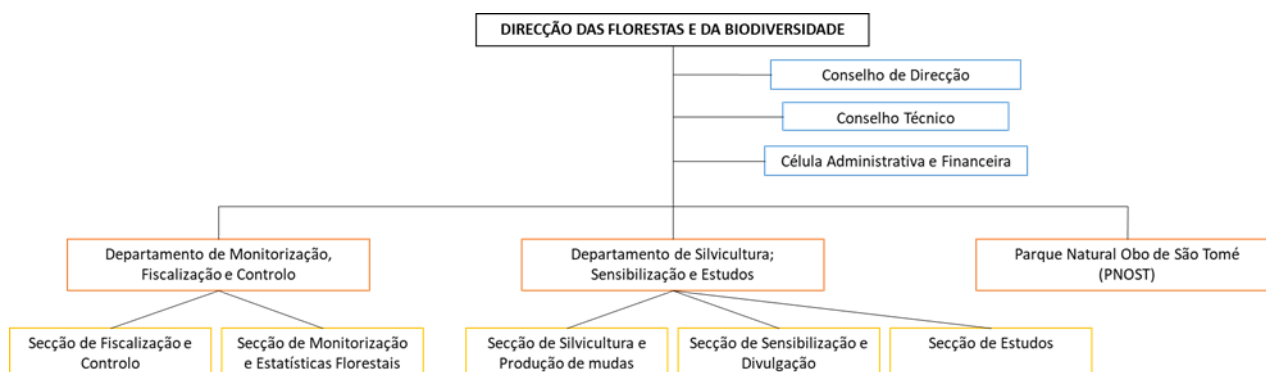 DIRECÇÃO DAS FLORESTAS E DA BIODIVERSIDADE
Conselho de Direcção
Conselho Técnico
Célula Administrativa e Financeira
Departamento de Monitorização,
Fiscalização e Controlo
Departamento de Silvicultura;
Sensibilização e Estudos
Parque Natural Obo de São Tomé
(PNOST)
Secção de Fiscalização e
Controlo
Secção de Monitorização
e Estatísticas Florestais
Secção de Silvicultura e
Produção de mudas
Secção de Sensibilização e
Divulgação
Secção de Estudos